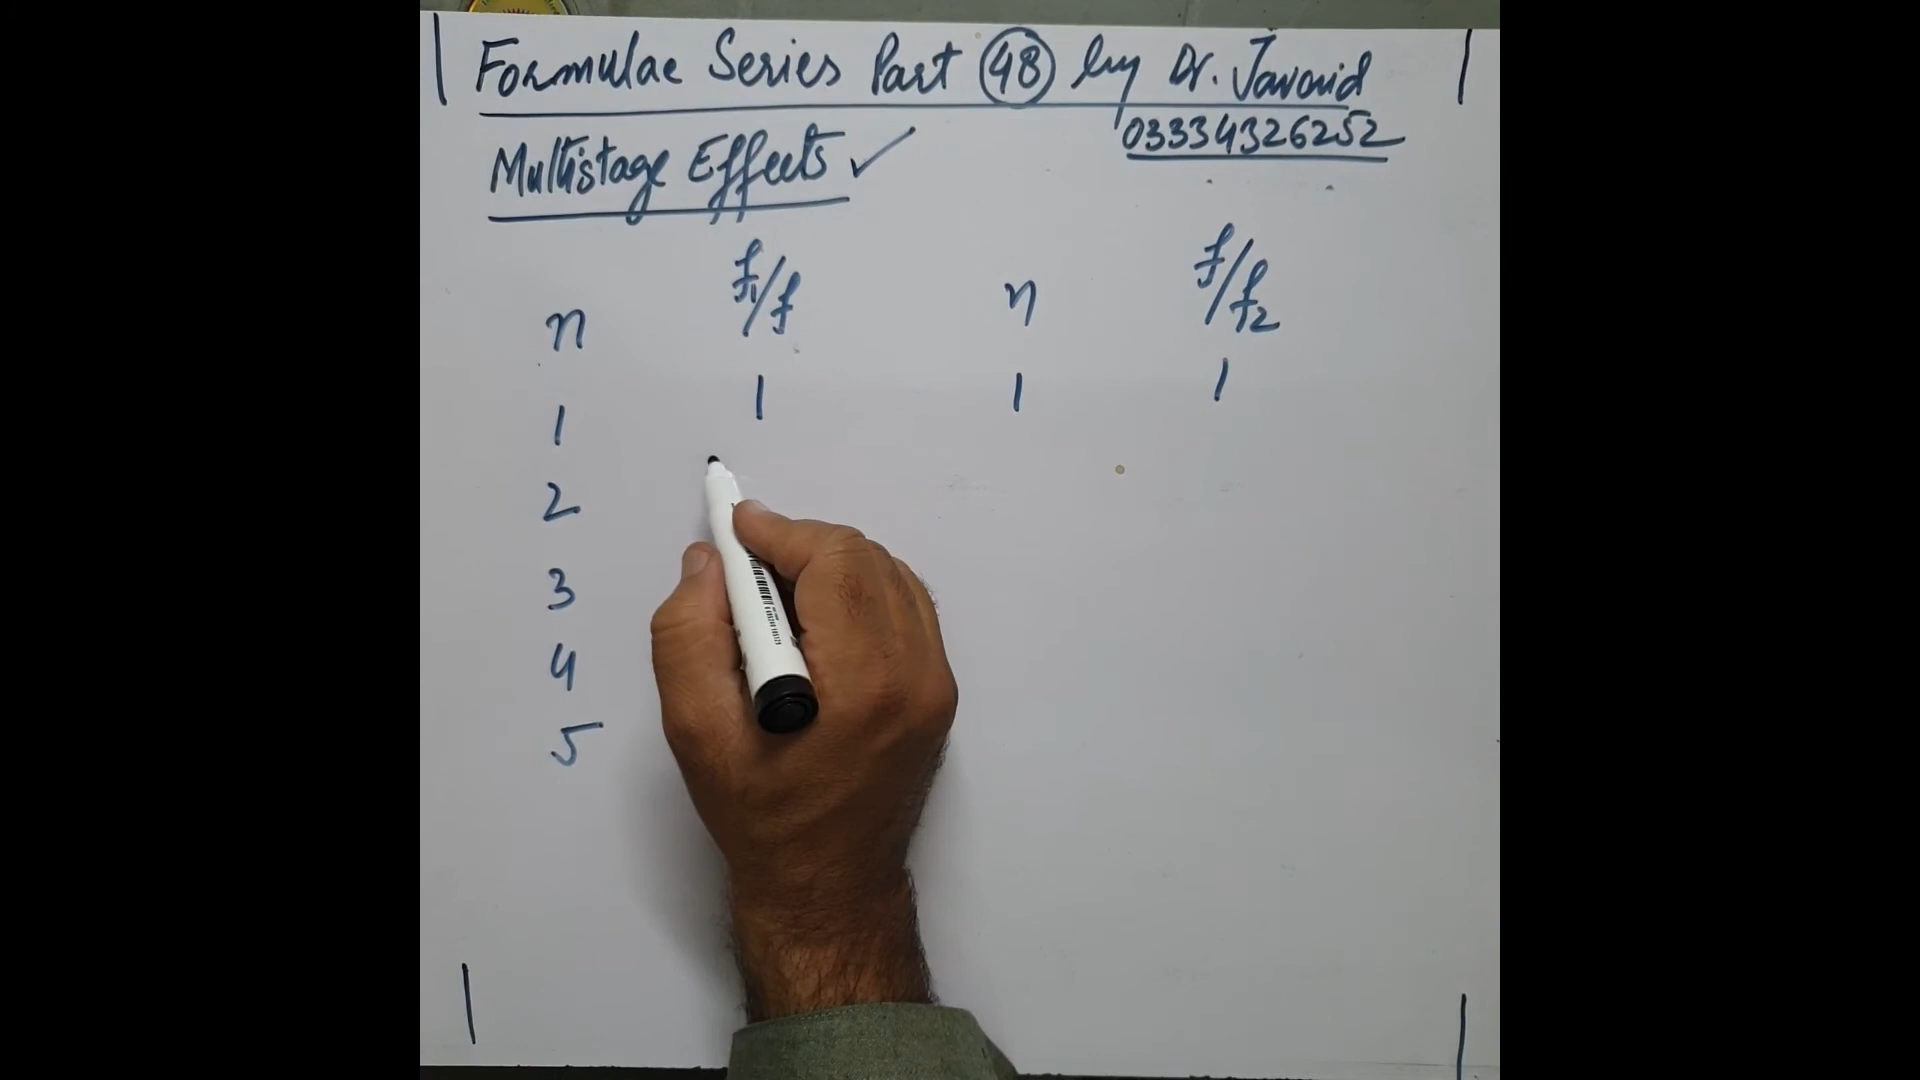 Formulae Series Part 48 by Dr. Javaid
03334326252
Multistage Effects ✓
n f₁/f n f/f₂
1 1 1 1
2
3
4
5